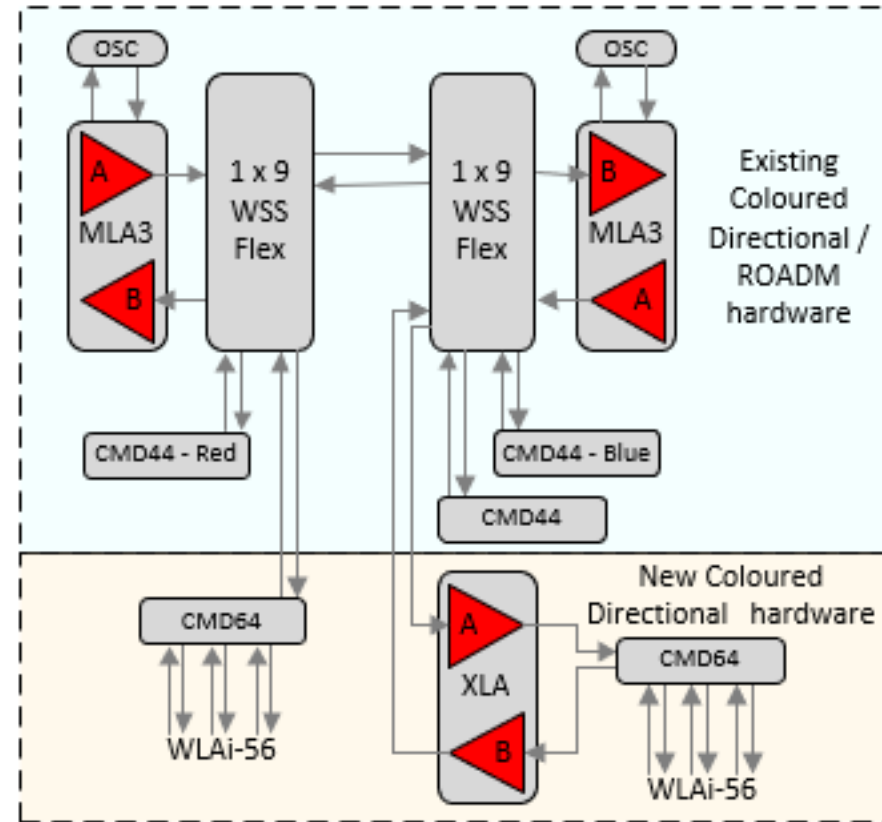 OSC
OSC
A
MLA3
B
1 x 9
WSS
Flex
1 x 9
WSS
Flex
B
MLA3
A
Existing
Coloured
Directional /
ROADM
hardware
CMD44 - Red
CMD44 - Blue
CMD44
New Coloured
Directional hardware
CMD64
WLAi-56
A
XLA
B
CMD64
WLAi-56